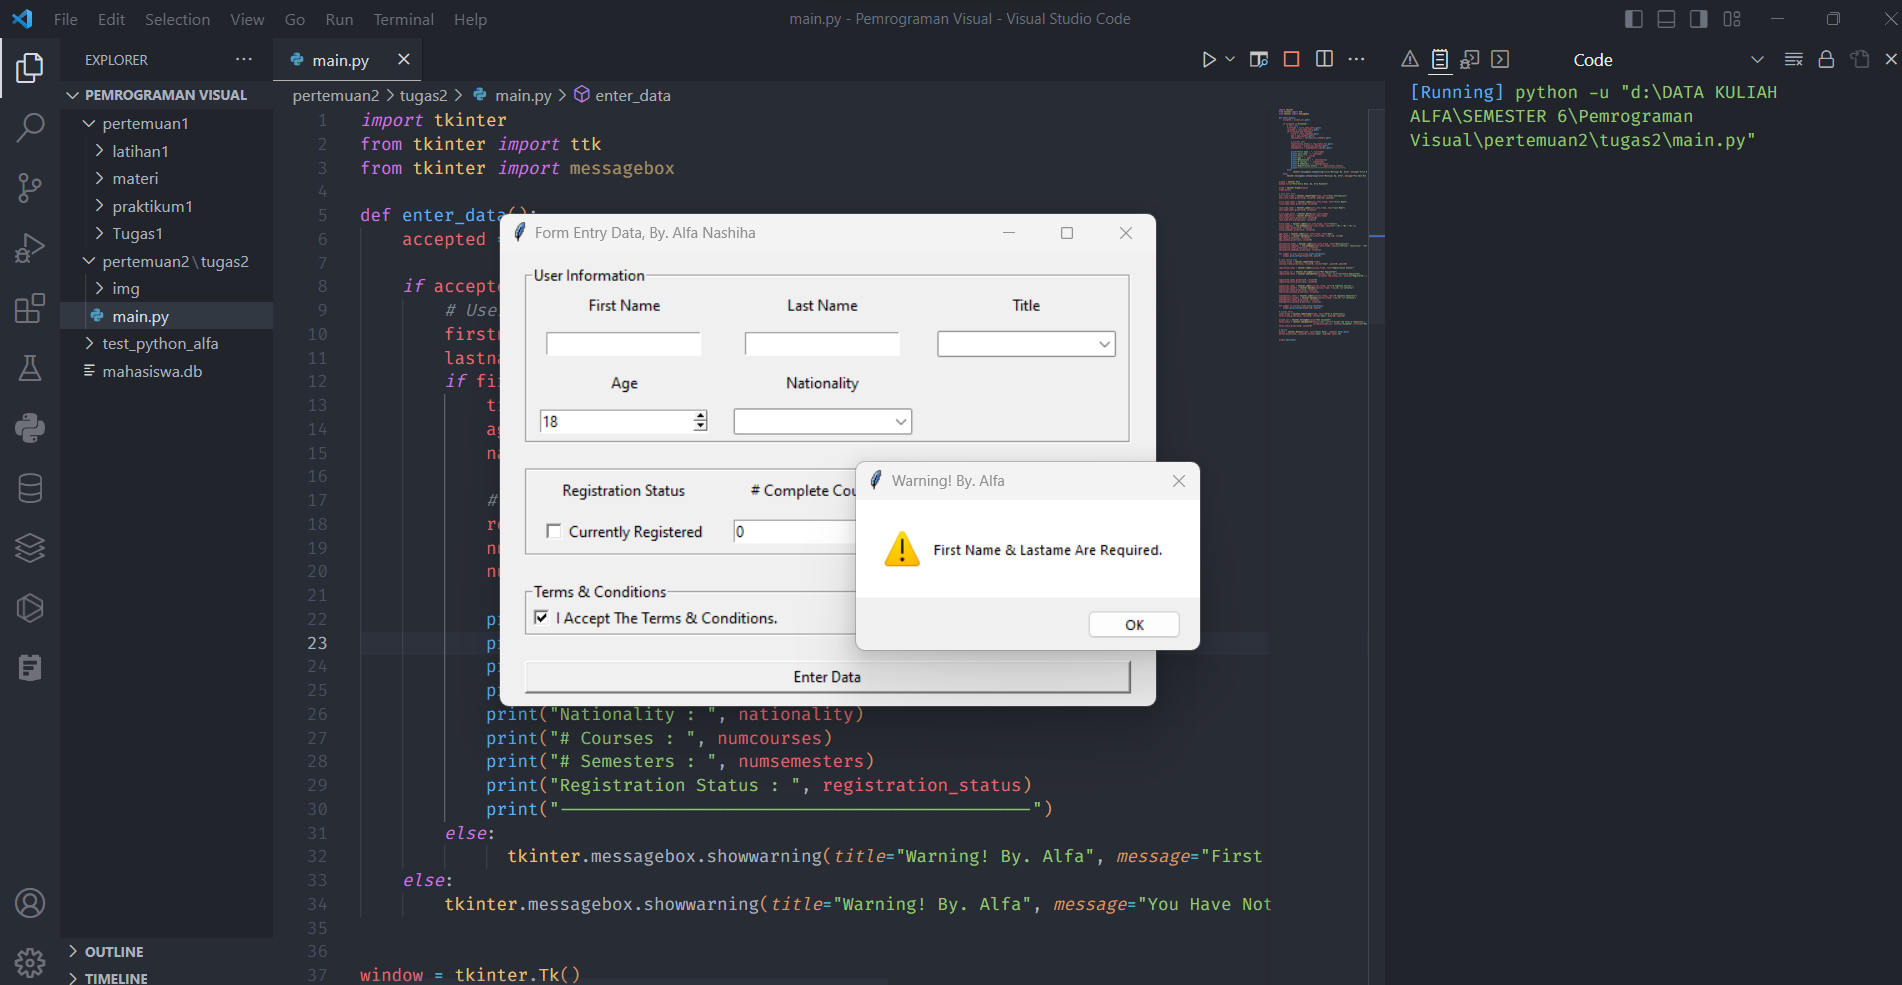 File Edit Selection View Go Run Terminal Help
main.py - Pemrograman Visual - Visual Studio Code
EXPLORER
PEMROGRAMAN VISUAL
pertemuan1
latihan1
materi
praktikum1
Tugas1
pertemuan2\tugas2
img
main.py
test_python_alfa
mahasiswa.db
OUTLINE
TIMELINE
main.py
pertemuan2 > tugas2 > main.py > enter_data
1 import tkinter
2 from tkinter import ttk
3 from tkinter import messagebox
4
5 def enter_data():
6 accepted
7
8 if accept
9 # Use
10 first
11 lastn
12 if fi
13 t
14 a
15 n
16
17 #
18 r
19 n
20 n
21
22 p
23 p
24 p
25 p
26 print("Nationality : ", nationality)
27 print("# Courses : ", numcourses)
28 print("# Semesters : ", numsemesters)
29 print("Registration Status : ", registration_status)
30 print("—————————————————————————————————————————————")
31 else:
32 tkinter.messagebox.showwarning(title="Warning! By. Alfa", message="First
33 else:
34 tkinter.messagebox.showwarning(title="Warning! By. Alfa", message="You Have Not
35
36
37 window = tkinter.Tk()
Form Entry Data, By. Alfa Nashiha
User Information
First Name Last Name Title
Age Nationality
18
Registration Status # Complete Cou
Currently Registered 0
Terms & Conditions
I Accept The Terms & Conditions.
Enter Data
Warning! By. Alfa
First Name & Lastame Are Required.
OK
Code
[Running] python -u "d:\DATA KULIAH
ALFA\SEMESTER 6\Pemrograman
Visual\pertemuan2\tugas2\main.py"